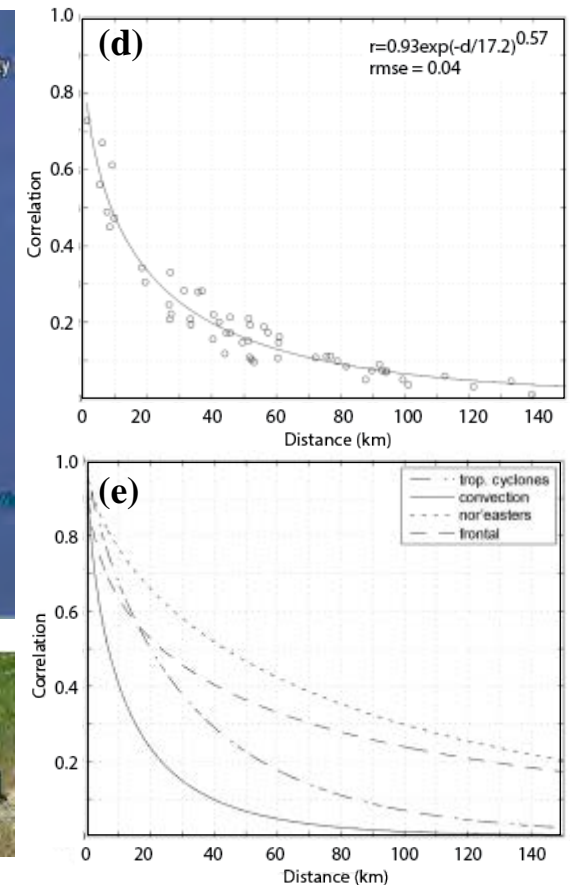 1.0
(d)
r=0.93exp(-d/17.2)0.57
rmse = 0.04
0.8
0.6
Correlation
0.4
0.2
0 20 40 60 80 100 120 140
Distance (km)
1.0
(e)
trop. cyclones
convection
nor'easters
frontal
0.8
0.6
Correlation
0.4
0.2
0 20 40 60 80 100 120 140
Distance (km)